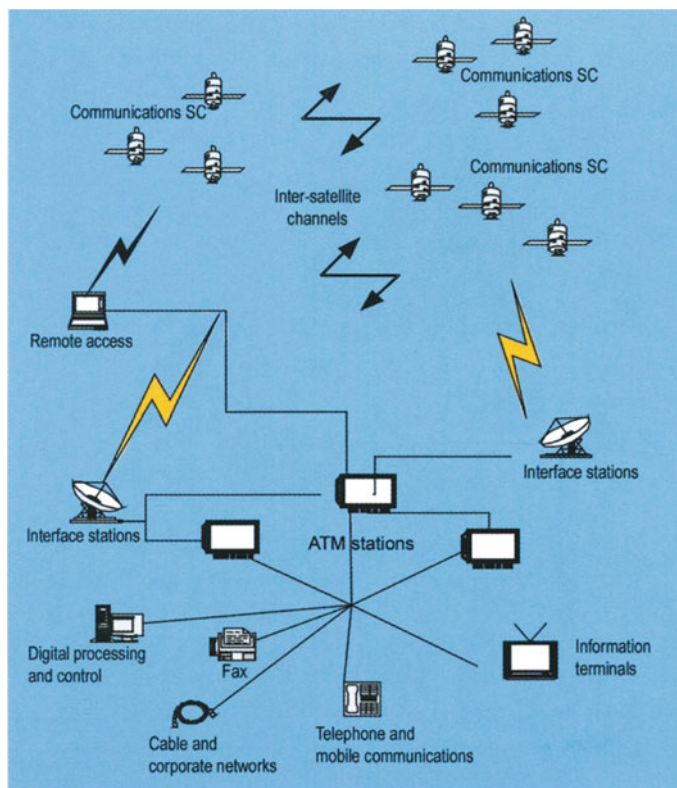 Communications SC
Communications SC
Communications SC
Inter-satellite
channels
Remote access
Interface stations
Interface stations
ATM stations
Digital processing
and control
Fax
Information
terminals
Cable and
corporate networks
Telephone and
mobile communications